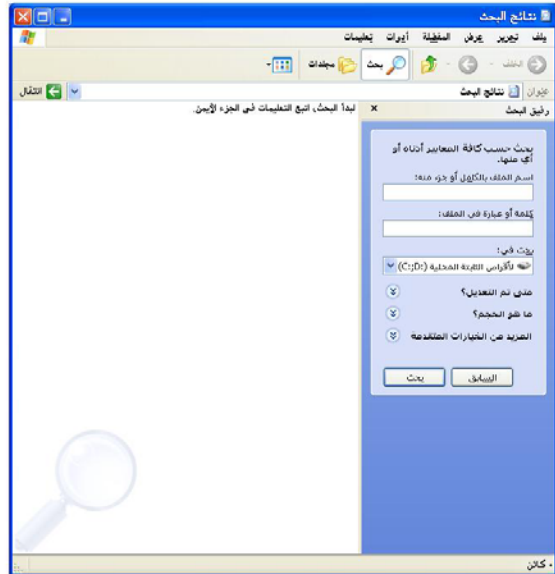 نتائج البحث
ملف تحرير عرض المفضلة أدوات تعليمات
الخلف بحث مجلدات
عنوان نتائج البحث انتقال
رفيق البحث
لبدأ البحث، اتبع التعليمات في الجزء الأيمن.
بحث حسب كافة المعايير أدناه أو
أي منها.
اسم الملف بالكامل أو جزء منه:
كلمة أو عبارة في الملف:
بحث في:
لأقراص الثابتة المحلية (C:;D:)
متى تم التعديل؟
ما هو الحجم؟
المزيد من الخيارات المتقدمة
السابق بحث
٠ كائن